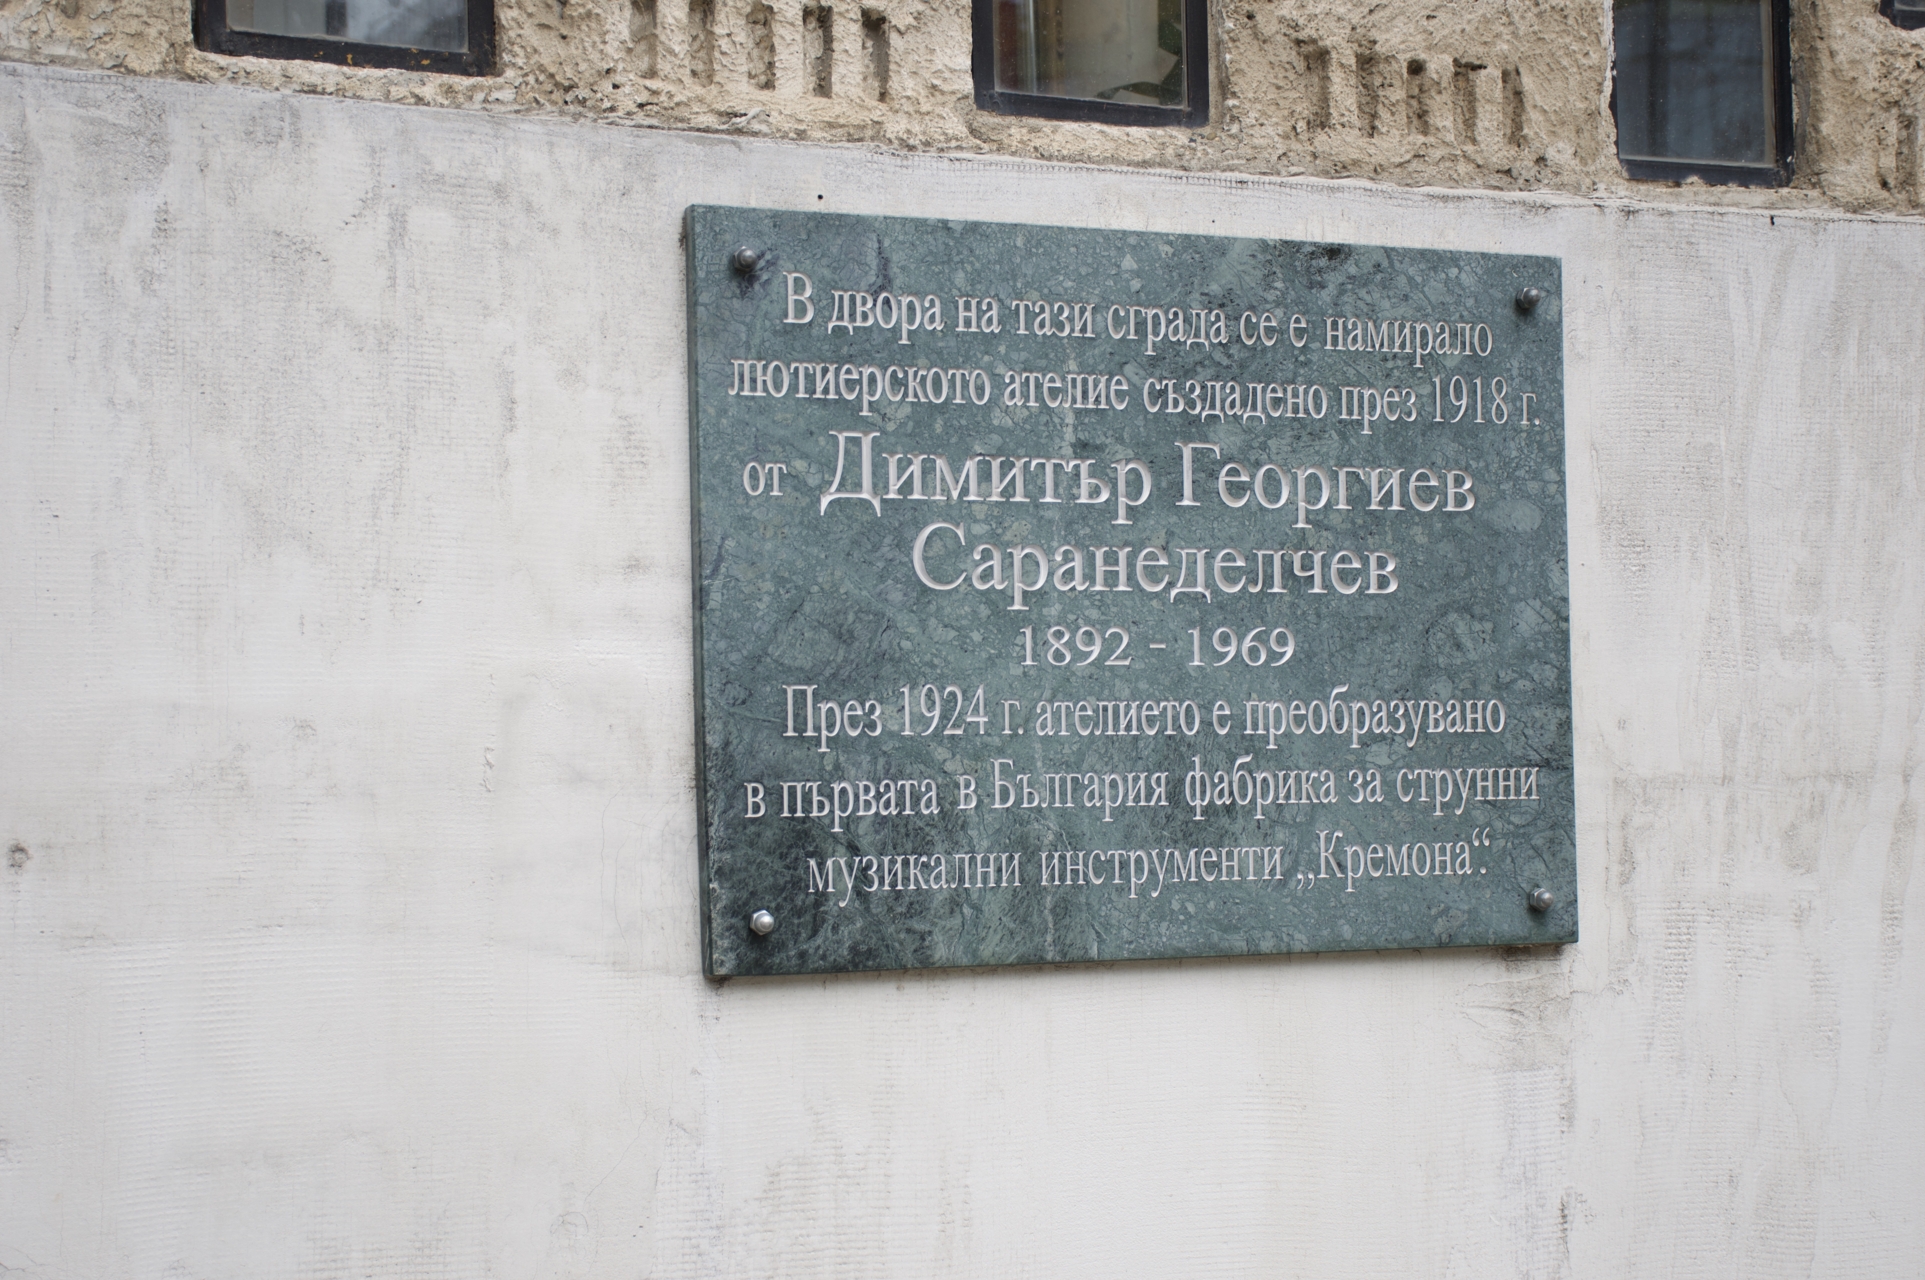 В двора на тази сграда се е намирало
лютиерското ателие създадено през 1918 г.
от Димитър Георгиев
Саранеделчев
1892 - 1969
През 1924 г. ателието е преобразувано
в първата в България фабрика за струнни
музикални инструменти „Кремона“.